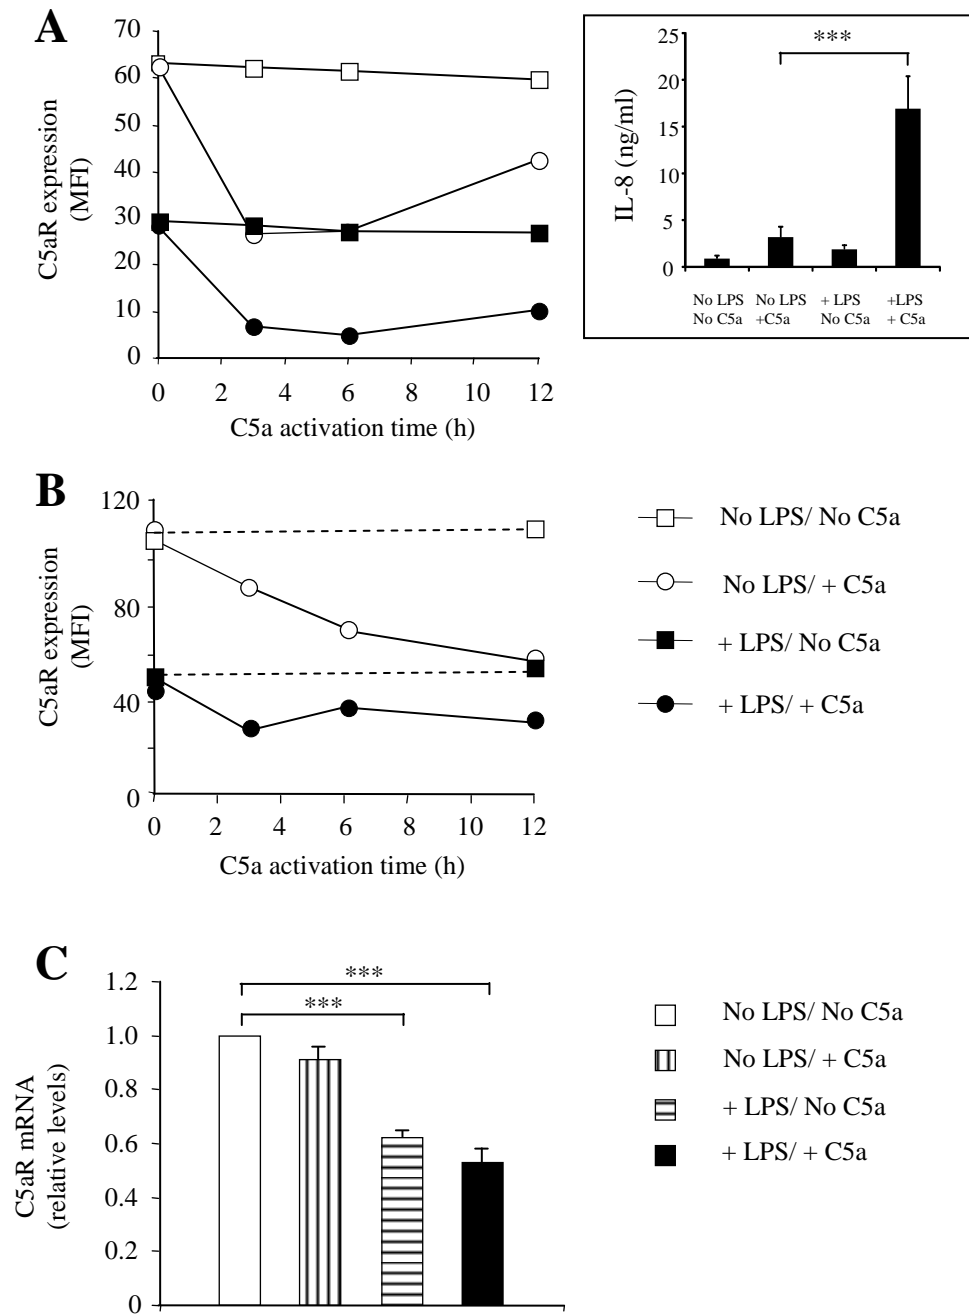 A
70
60
50
40
30
20
10
0
C5aR expression
(MFI)
0 2 4 6 8 10 12
C5a activation time (h)
25
20
15
10
5
0
IL-8 (ng/ml)
***
No LPS No LPS + LPS +LPS
No C5a +C5a No C5a + C5a
B
120
80
40
0
C5aR expression
(MFI)
0 2 4 6 8 10 12
C5a activation time (h)
No LPS/ No C5a
No LPS/ + C5a
+ LPS/ No C5a
+ LPS/ + C5a
C
1.2
1.0
0.8
0.6
0.4
0.2
0
C5aR mRNA
(relative levels)
***
***
No LPS/ No C5a
No LPS/ + C5a
+ LPS/ No C5a
+ LPS/ + C5a